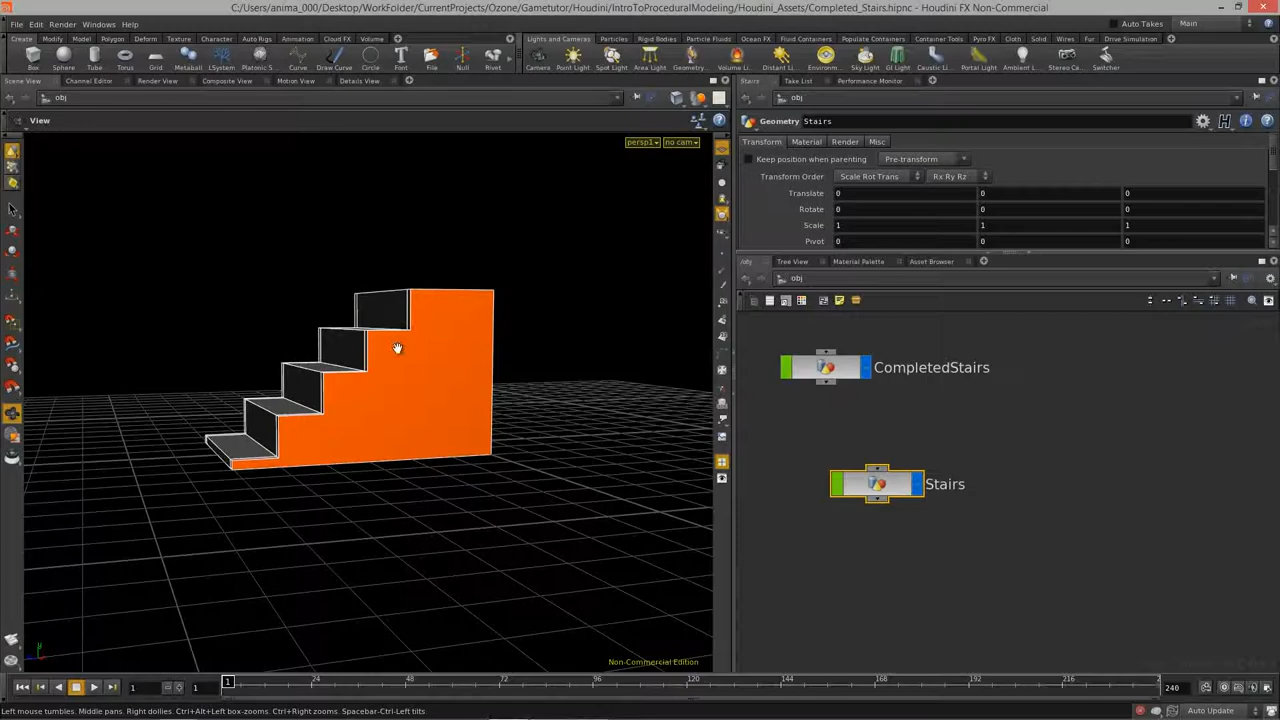 C:/Users/anima_000/Desktop/WorkFolder/CurrentProjects/Ozone/Gametutor/Houdini/IntroToProceduralModeling/Houdini_Assets/Completed_Stairs.hipnc - Houdini FX Non-Commercial
File Edit Render Windows Help
Auto Takes Main
Create Modify Model Polygon Deform Texture Character Auto Rigs Animation Cloud FX Volume
Lights and Cameras Particles Rigid Bodies Particle Fluids Ocean FX Fluid Containers Populate Containers Container Tools Pyro FX Cloth Solid Wires Fur Drive Simulation
Box Sphere Tube Torus Grid Metaball LSystem Platonic S... Curve Draw Curve Circle Font File Null Rivet
Camera Point Light Spot Light Area Light Geometry... Volume Li... Distant Li... Environm... Sky Light GI Light Caustic Li... Portal Light Ambient L... Stereo Ca... Switcher
Scene View Channel Editor Render View Composite View Motion View Details View
Stairs Take List Performance Monitor
obj
obj
View
persp1 no cam
Geometry Stairs
Transform Material Render Misc
Keep position when parenting Pre-transform
Transform Order Scale Rot Trans Rx Ry Rz
Translate 0 0 0
Rotate 0 0 0
Scale 1 1 1
Pivot 0 0 0
/obj Tree View Material Palette Asset Browser
obj
CompletedStairs
Stairs
Non-Commercial Edition
1 1 1 24 48 72 96 120 144 168 192 216 2 240
Left mouse tumbles. Middle pans. Right dollies. Ctrl+Alt+Left box-zooms. Ctrl+Right zooms. Spacebar-Ctrl-Left tilts.
Auto Update